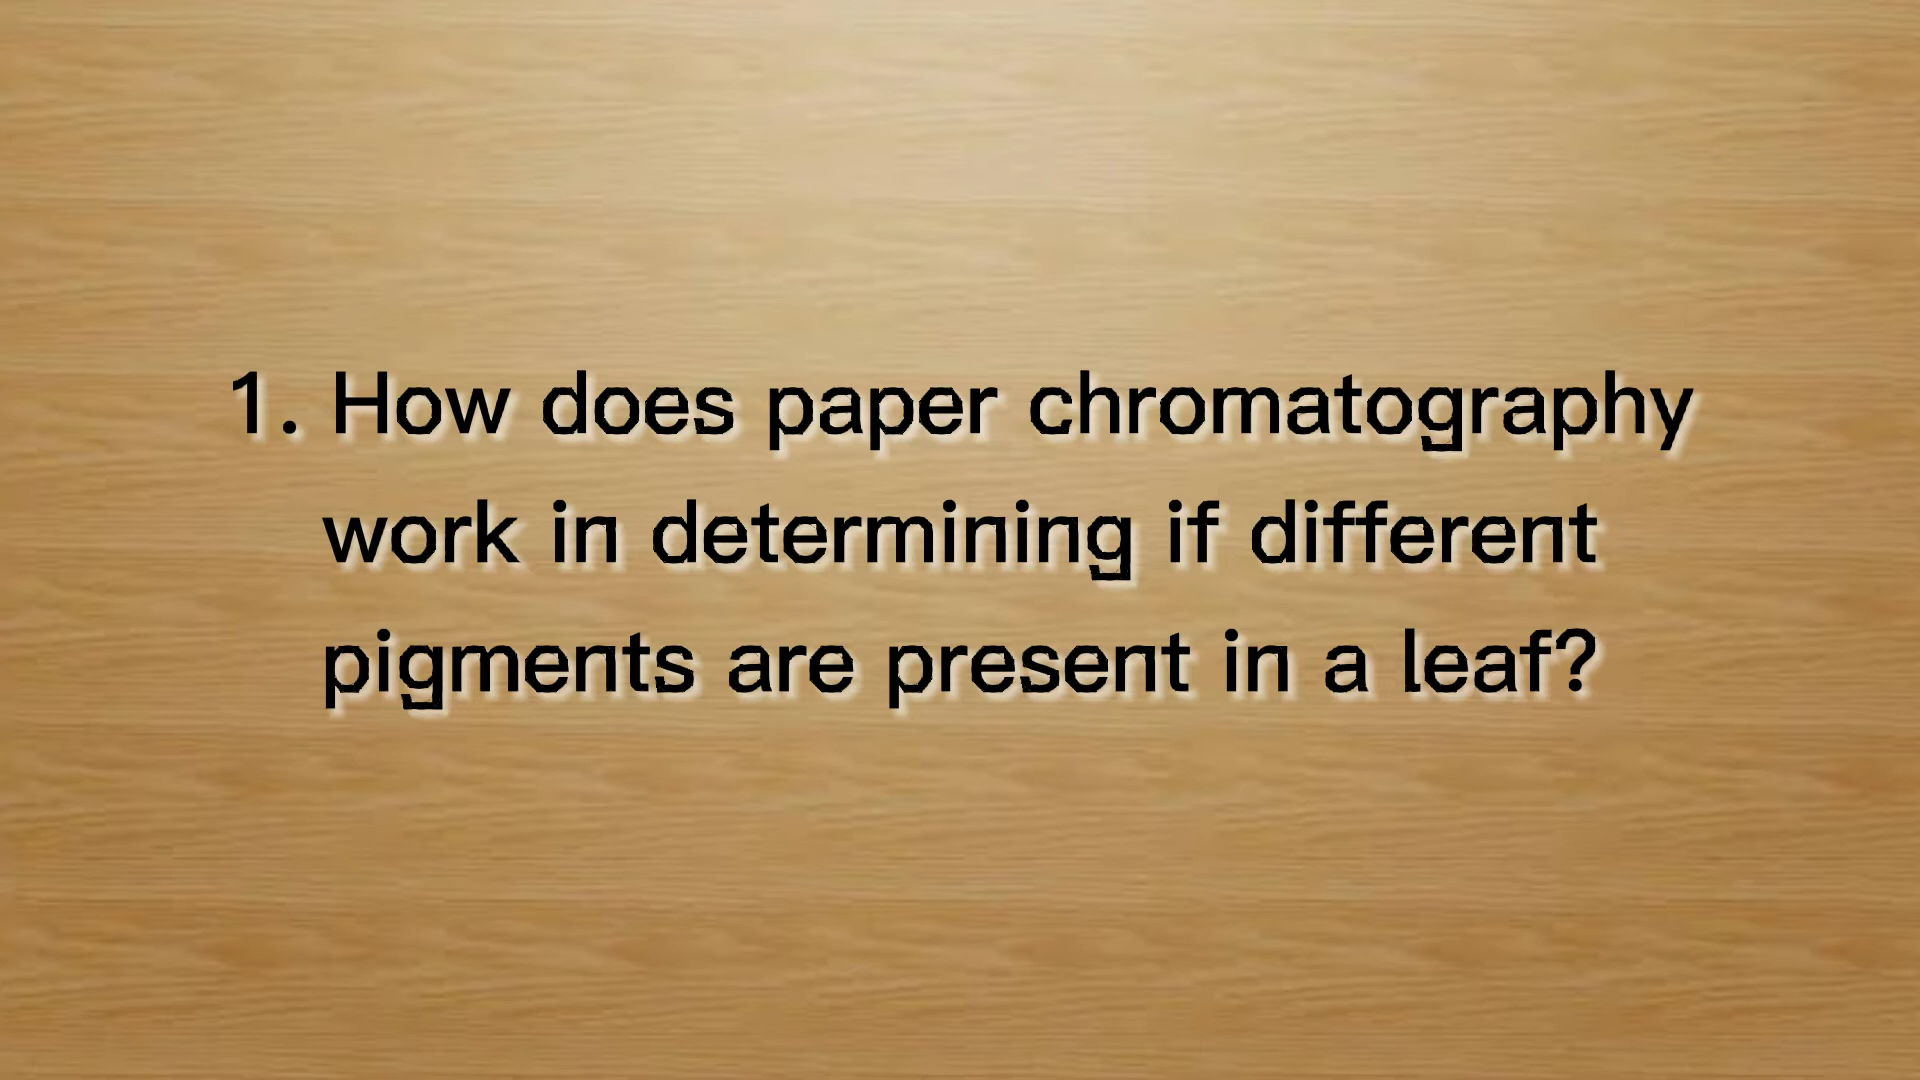 1. How does paper chromatography
work in determining if different
pigments are present in a leaf?